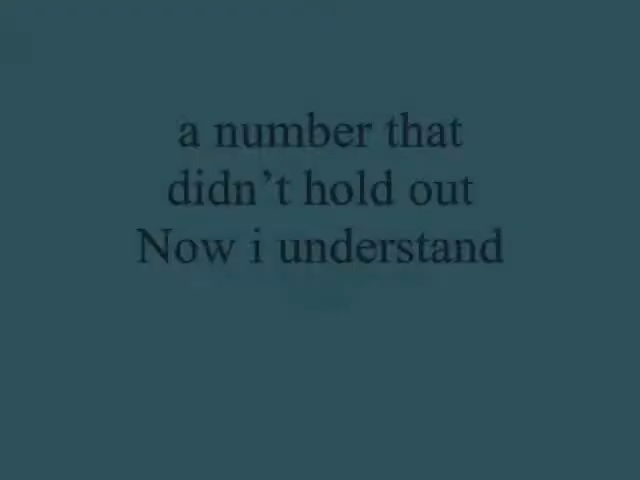 a number that
didn’t hold out
Now i understand